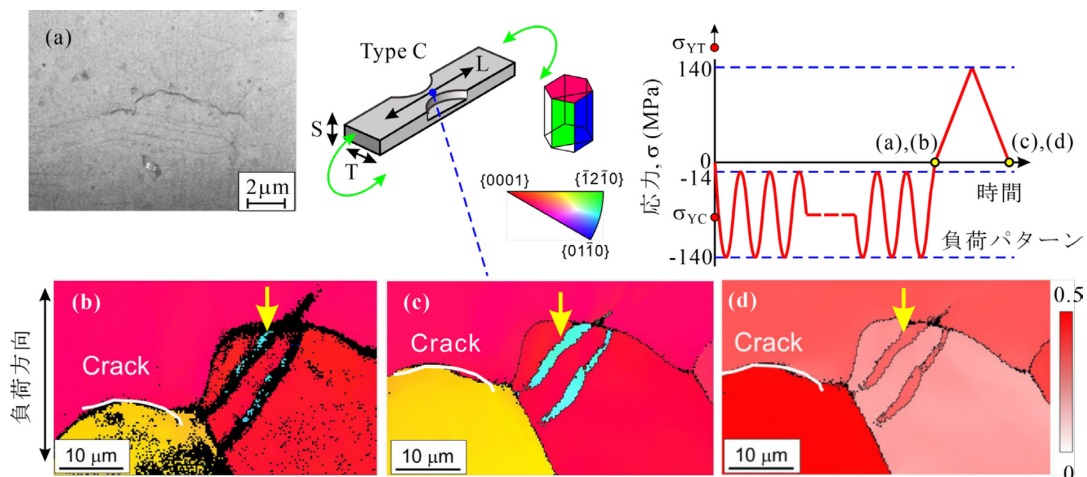 (a)
2μm
Type C
L
S
T
{0001}
{1̄21̄0}
{011̄0}
σYT
140
応力, σ (MPa)
(a),(b)
(c), (d)
0
-14
時間
σYC
負荷パターン
-140
負荷方向
(b)
Crack
10 μm
(c)
Crack
10 μm
(d)
Crack
10 μm
0.5
0